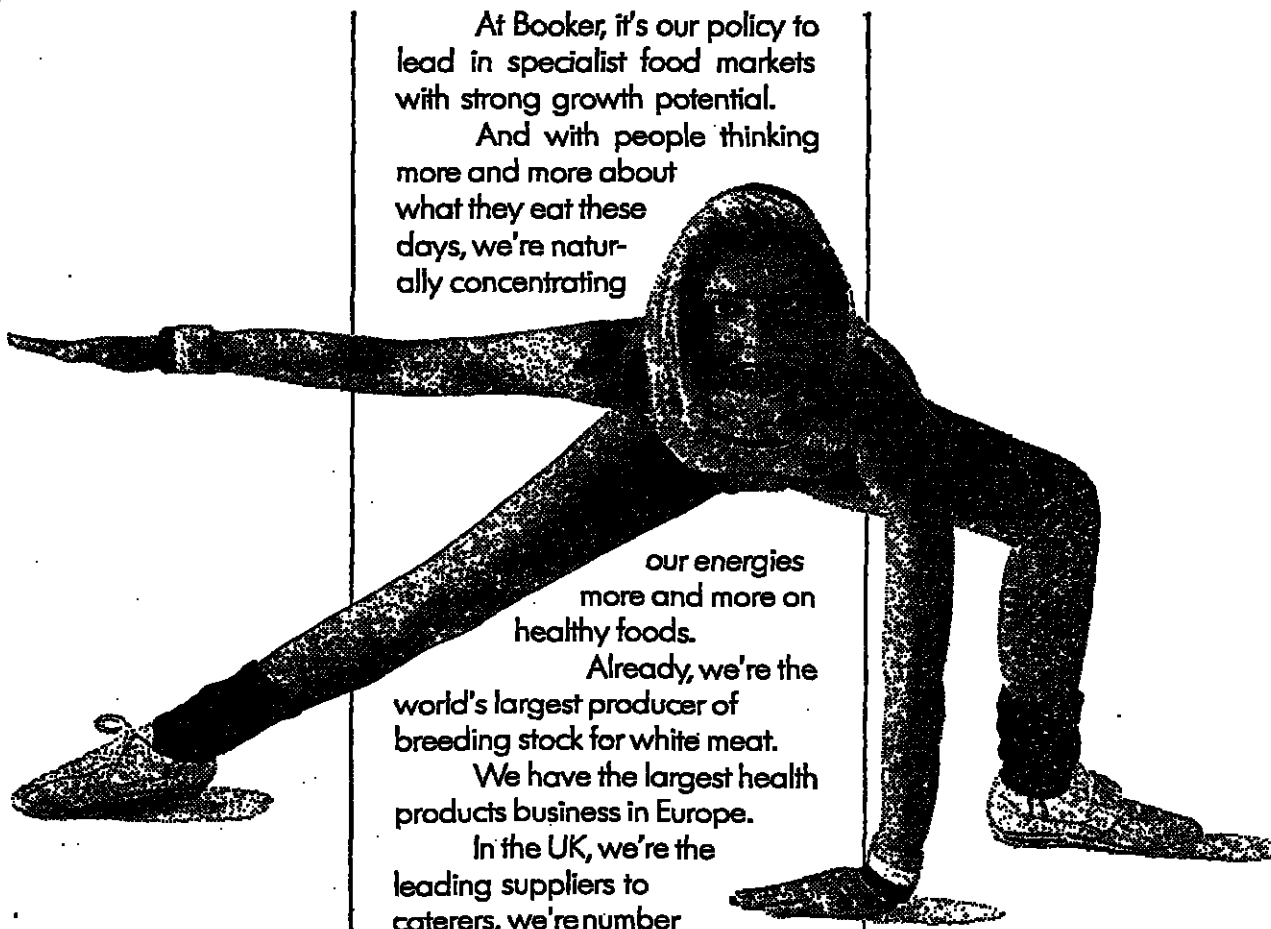 At Booker, it's our policy to
lead in specialist food markets
with strong growth potential.
And with people thinking
more and more about
what they eat these
days, we're natur-
ally concentrating
our energies
more and more on
healthy foods.
Already, we're the
world's largest producer of
breeding stock for white meat.
We have the largest health
products business in Europe.
In the UK, we're the
leading suppliers to
caterers, we're number